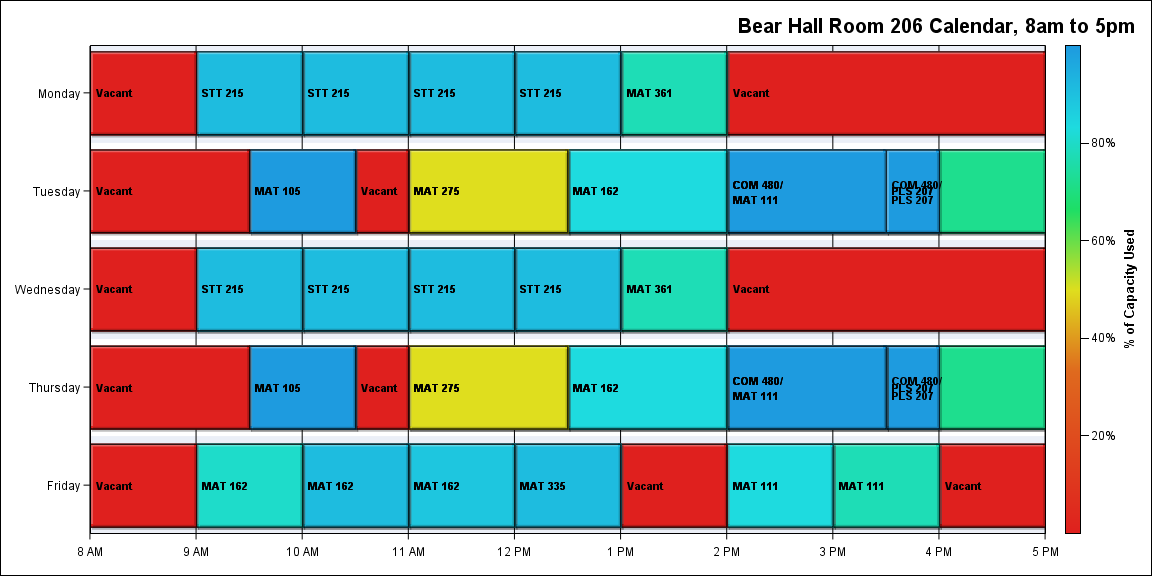 Bear Hall Room 206 Calendar, 8am to 5pm
Monday
Vacant
STT 215
STT 215
STT 215
STT 215
MAT 361
Vacant
Tuesday
Vacant
MAT 105
Vacant
MAT 275
MAT 162
COM 480/
MAT 111
COM 480/
PLS 207
PLS 207
Wednesday
Vacant
STT 215
STT 215
STT 215
STT 215
MAT 361
Vacant
Thursday
Vacant
MAT 105
Vacant
MAT 275
MAT 162
COM 480/
MAT 111
COM 480/
PLS 207
PLS 207
Friday
Vacant
MAT 162
MAT 162
MAT 162
MAT 335
Vacant
MAT 111
MAT 111
Vacant
8 AM
9 AM
10 AM
11 AM
12 PM
1 PM
2 PM
3 PM
4 PM
5 PM
80%
60%
40%
20%
% of Capacity Used